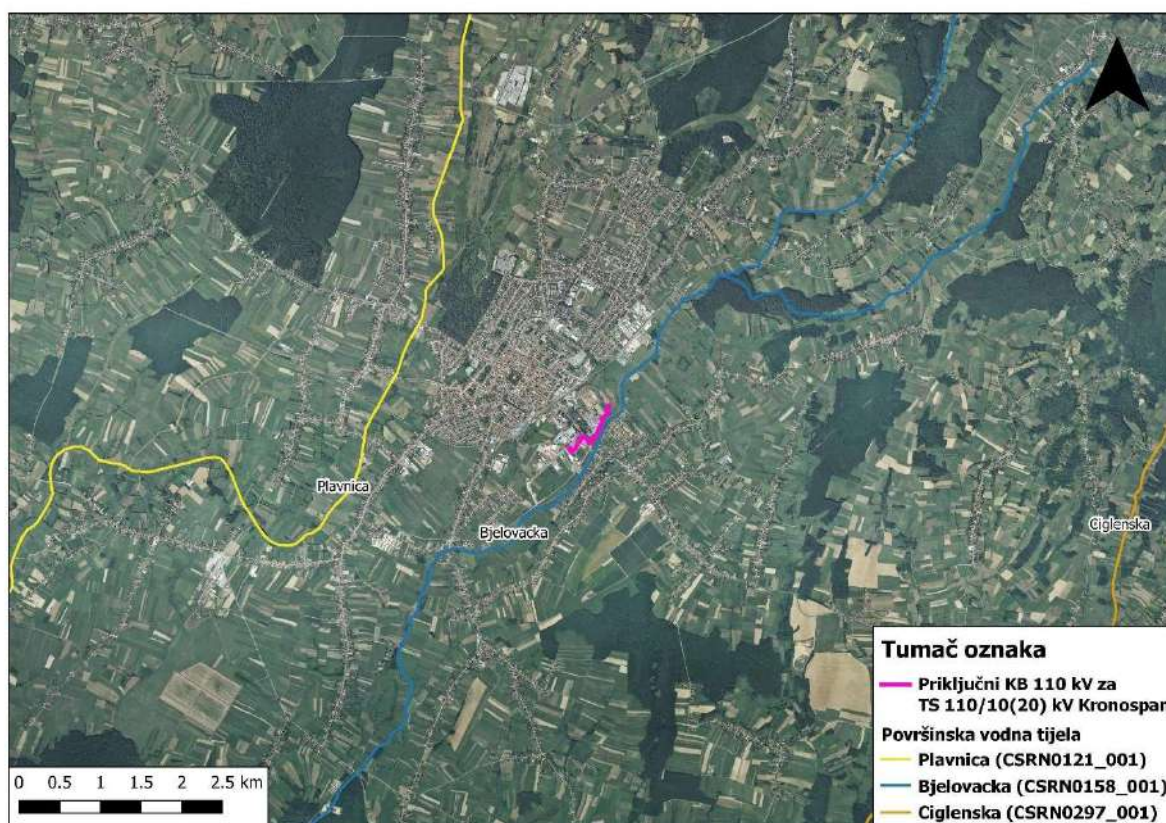 Plavnica
Bjelovacka
Ciglenska
Tumač oznaka
Priključni KB 110 kV za
TS 110/10(20) kV Kronospan
Površinska vodna tijela
Plavnica (CSRN0121_001)
Bjelovacka (CSRN0158_001)
Ciglenska (CSRN0297_001)
0 0.5 1 1.5 2 2.5 km